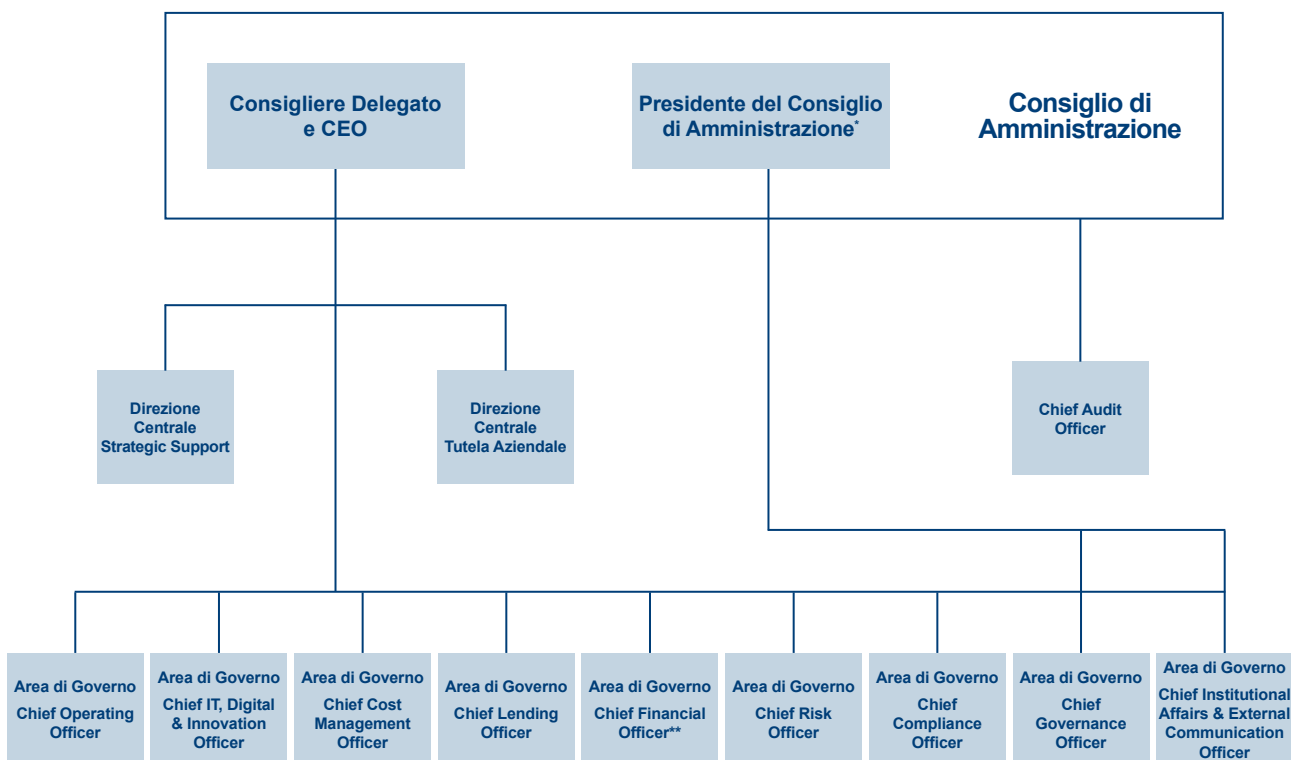 Consigliere Delegato
e CEO
Presidente del Consiglio
di Amministrazione*
Consiglio di
Amministrazione
Direzione
Centrale
Strategic Support
Direzione
Centrale
Tutela Aziendale
Chief Audit
Officer
Area di Governo
Chief Operating
Officer
Area di Governo
Chief IT, Digital
& Innovation
Officer
Area di Governo
Chief Cost
Management
Officer
Area di Governo
Chief Lending
Officer
Area di Governo
Chief Financial
Officer**
Area di Governo
Chief Risk
Officer
Area di Governo
Chief
Compliance
Officer
Area di Governo
Chief
Governance
Officer
Area di Governo
Chief Institutional
Affairs & External
Communication
Officer